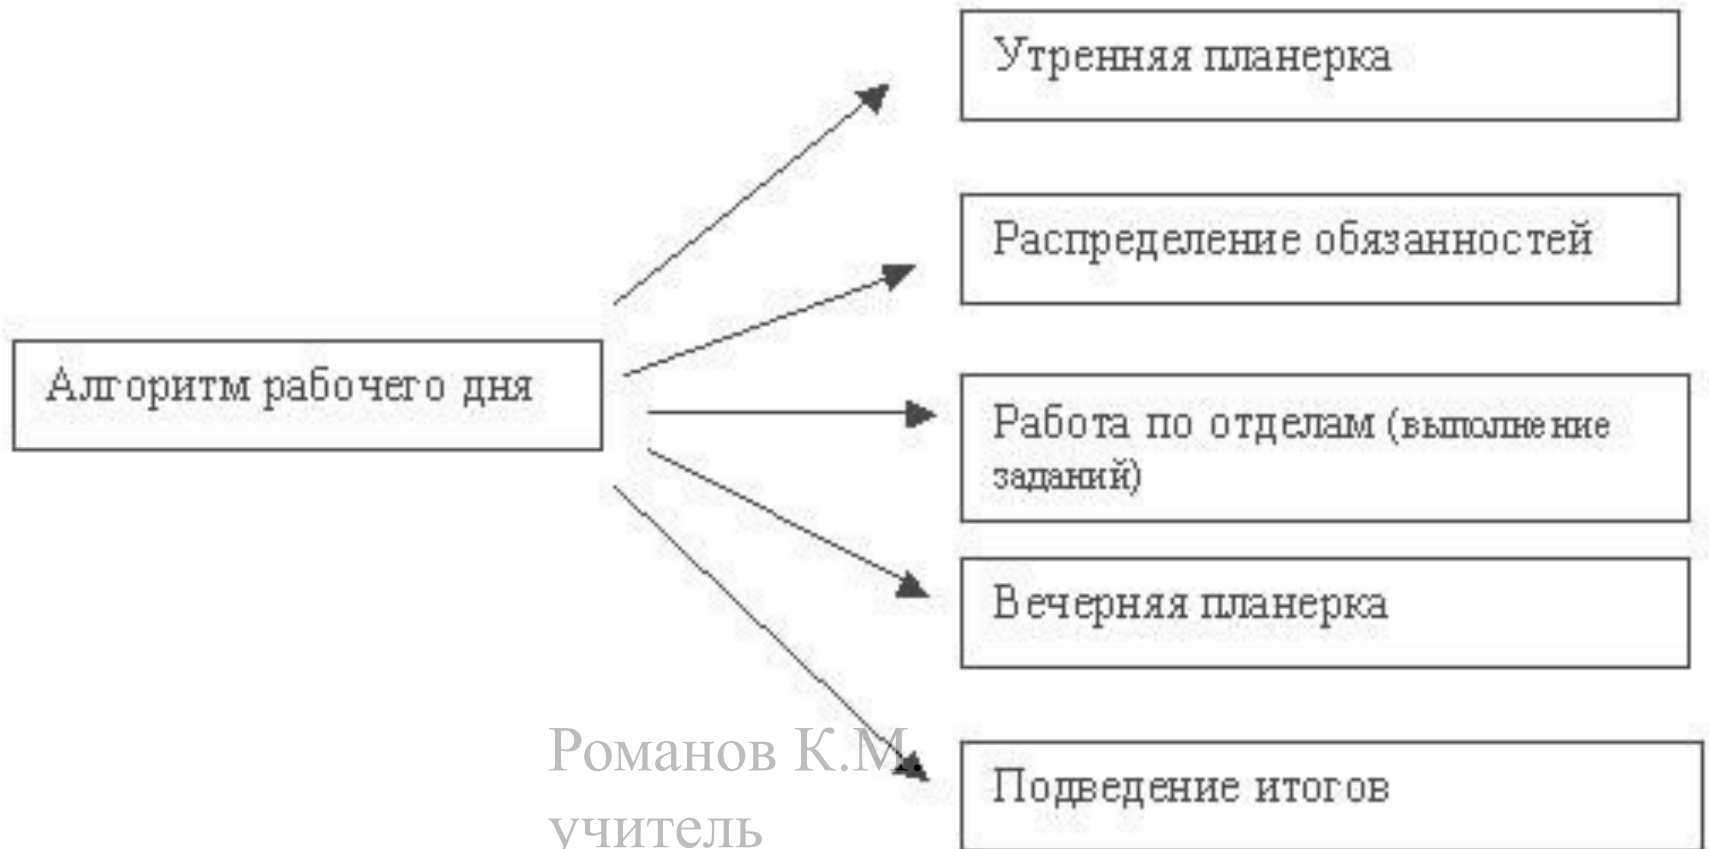 Утренняя планерка
Распределение обязанностей
Алгоритм рабочего дня
Работа по отделам (выполнение
заданий)
Вечерняя планерка
Романов К.М.
учитель
Подведение итогов